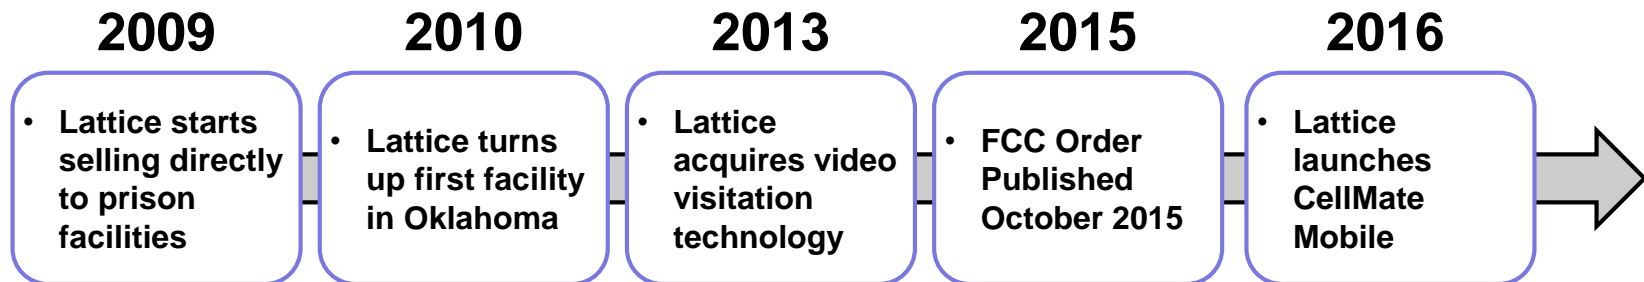 2009
2010
2013
2015
2016
• Lattice starts
selling directly
to prison
facilities
• Lattice turns
up first facility
in Oklahoma
• Lattice
acquires video
visitation
technology
• FCC Order
Published
October 2015
• Lattice
launches
CellMate
Mobile